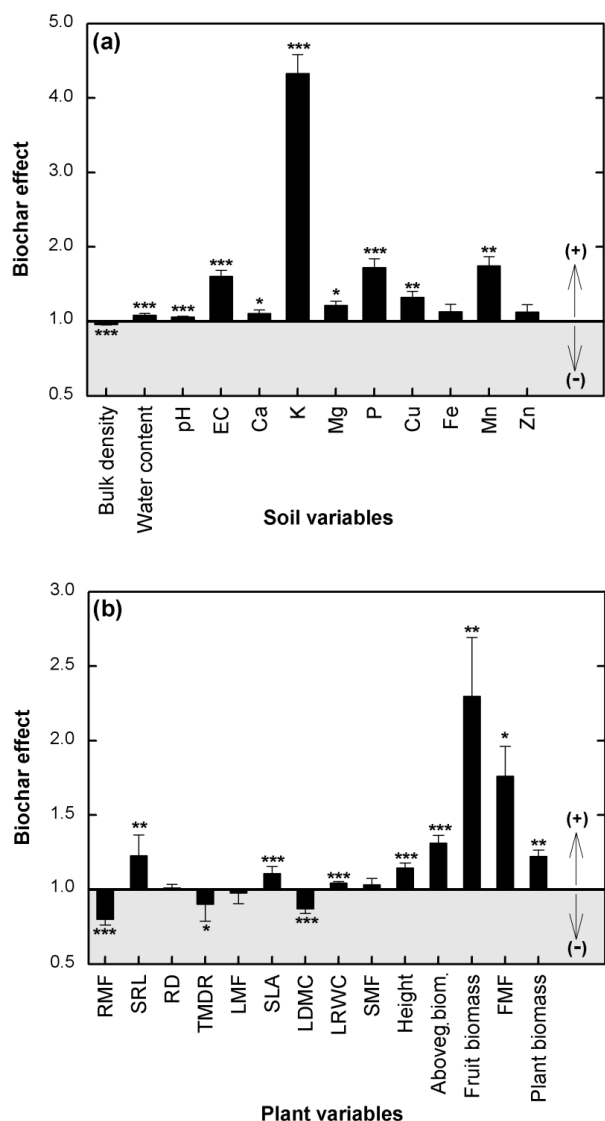 (a)
5.0
4.0
2.0
1.0
0.5
Biochar effect
***
***
***
***
*
***
*
***
**
**
(+)
(-)
Bulk density
Water content
pH
EC
Ca
K
Mg
P
Cu
Fe
Mn
Zn
Soil variables
(b)
3.0
2.5
2.0
1.5
1.0
0.5
Biochar effect
***
**
*
***
***
***
***
***
**
*
**
(+)
(-)
RMF
SRL
RD
TMDR
LMF
SLA
LDMC
LRWC
SMF
Height
Aboveg.biom.
Fruit biomass
FMF
Plant biomass
Plant variables